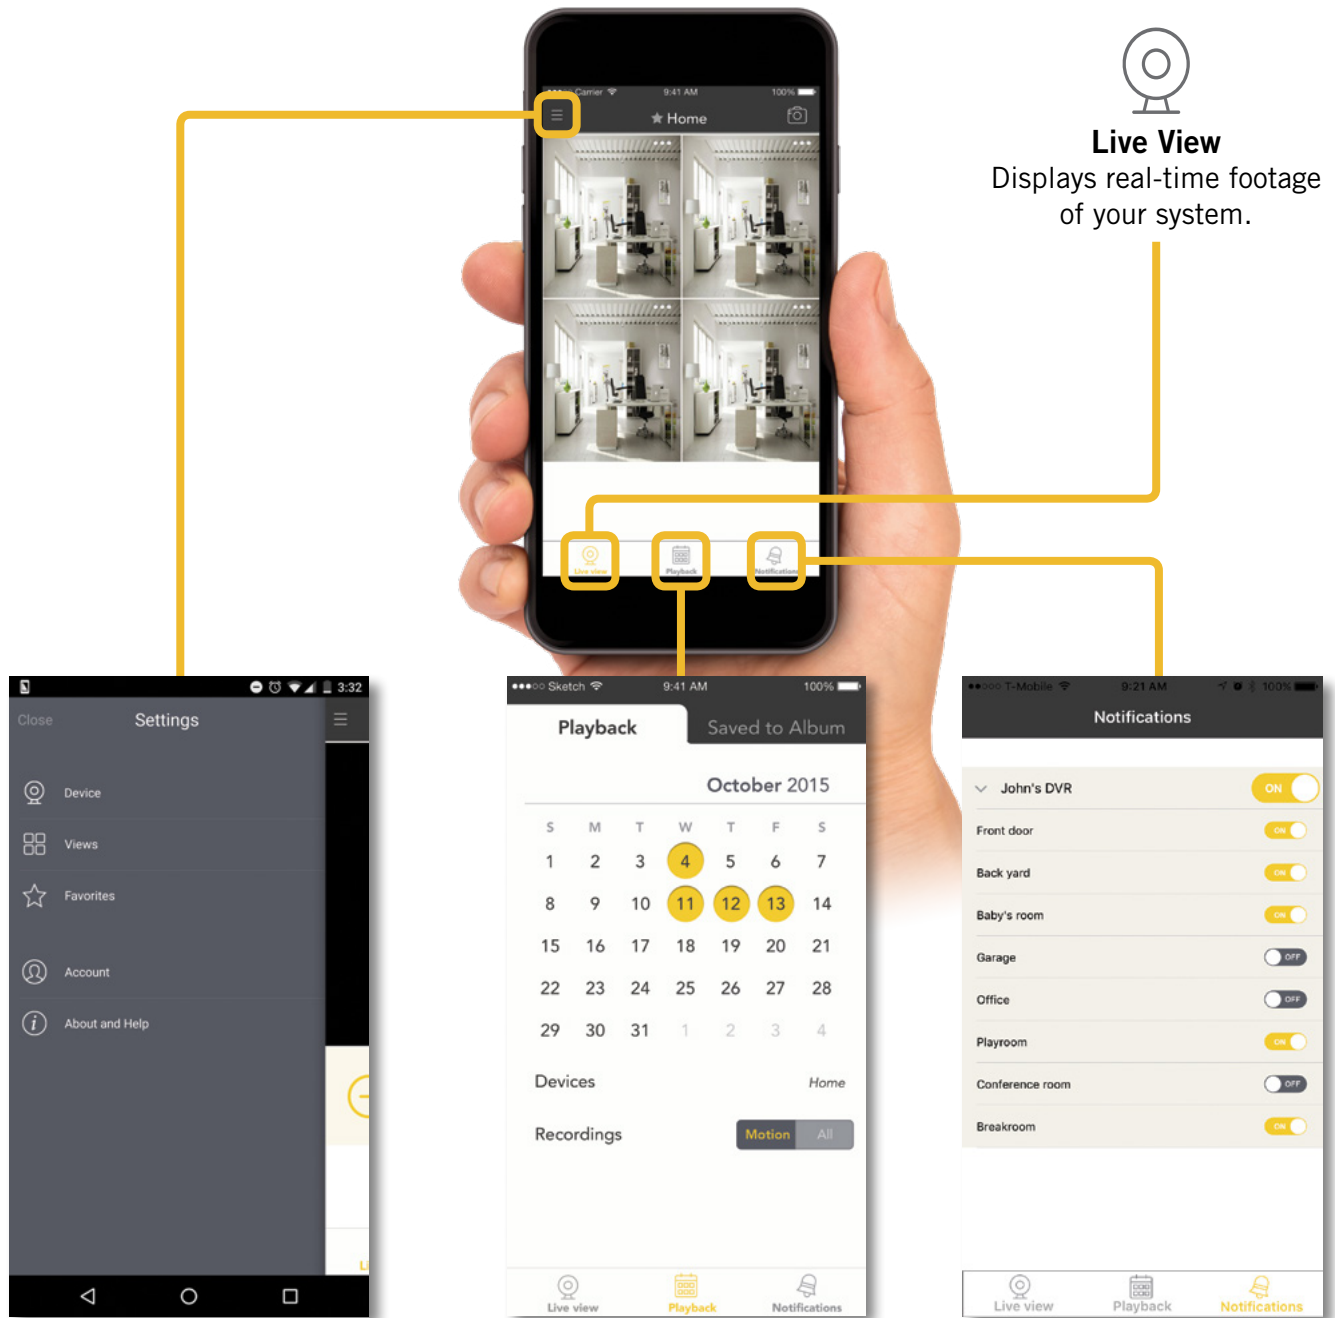 Carrier 9:41 AM 100%
★ Home
Live view Playback Notifications
Live View
Displays real-time footage
of your system.
3:32
Close Settings
Device
Views
Favorites
Account
About and Help
Li
Sketch 9:41 AM 100%
Playback Saved to Album
October 2015
S M T W T F S
1 2 3 4 5 6 7
8 9 10 11 12 13 14
15 16 17 18 19 20 21
22 23 24 25 26 27 28
29 30 31 1 2 3 4
Devices Home
Recordings Motion All
Live view Playback Notifications
T-Mobile 9:21 AM 100%
Notifications
John's DVR ON
Front door ON
Back yard ON
Baby's room ON
Garage OFF
Office OFF
Playroom ON
Conference room OFF
Breakroom ON
Live view Playback Notifications